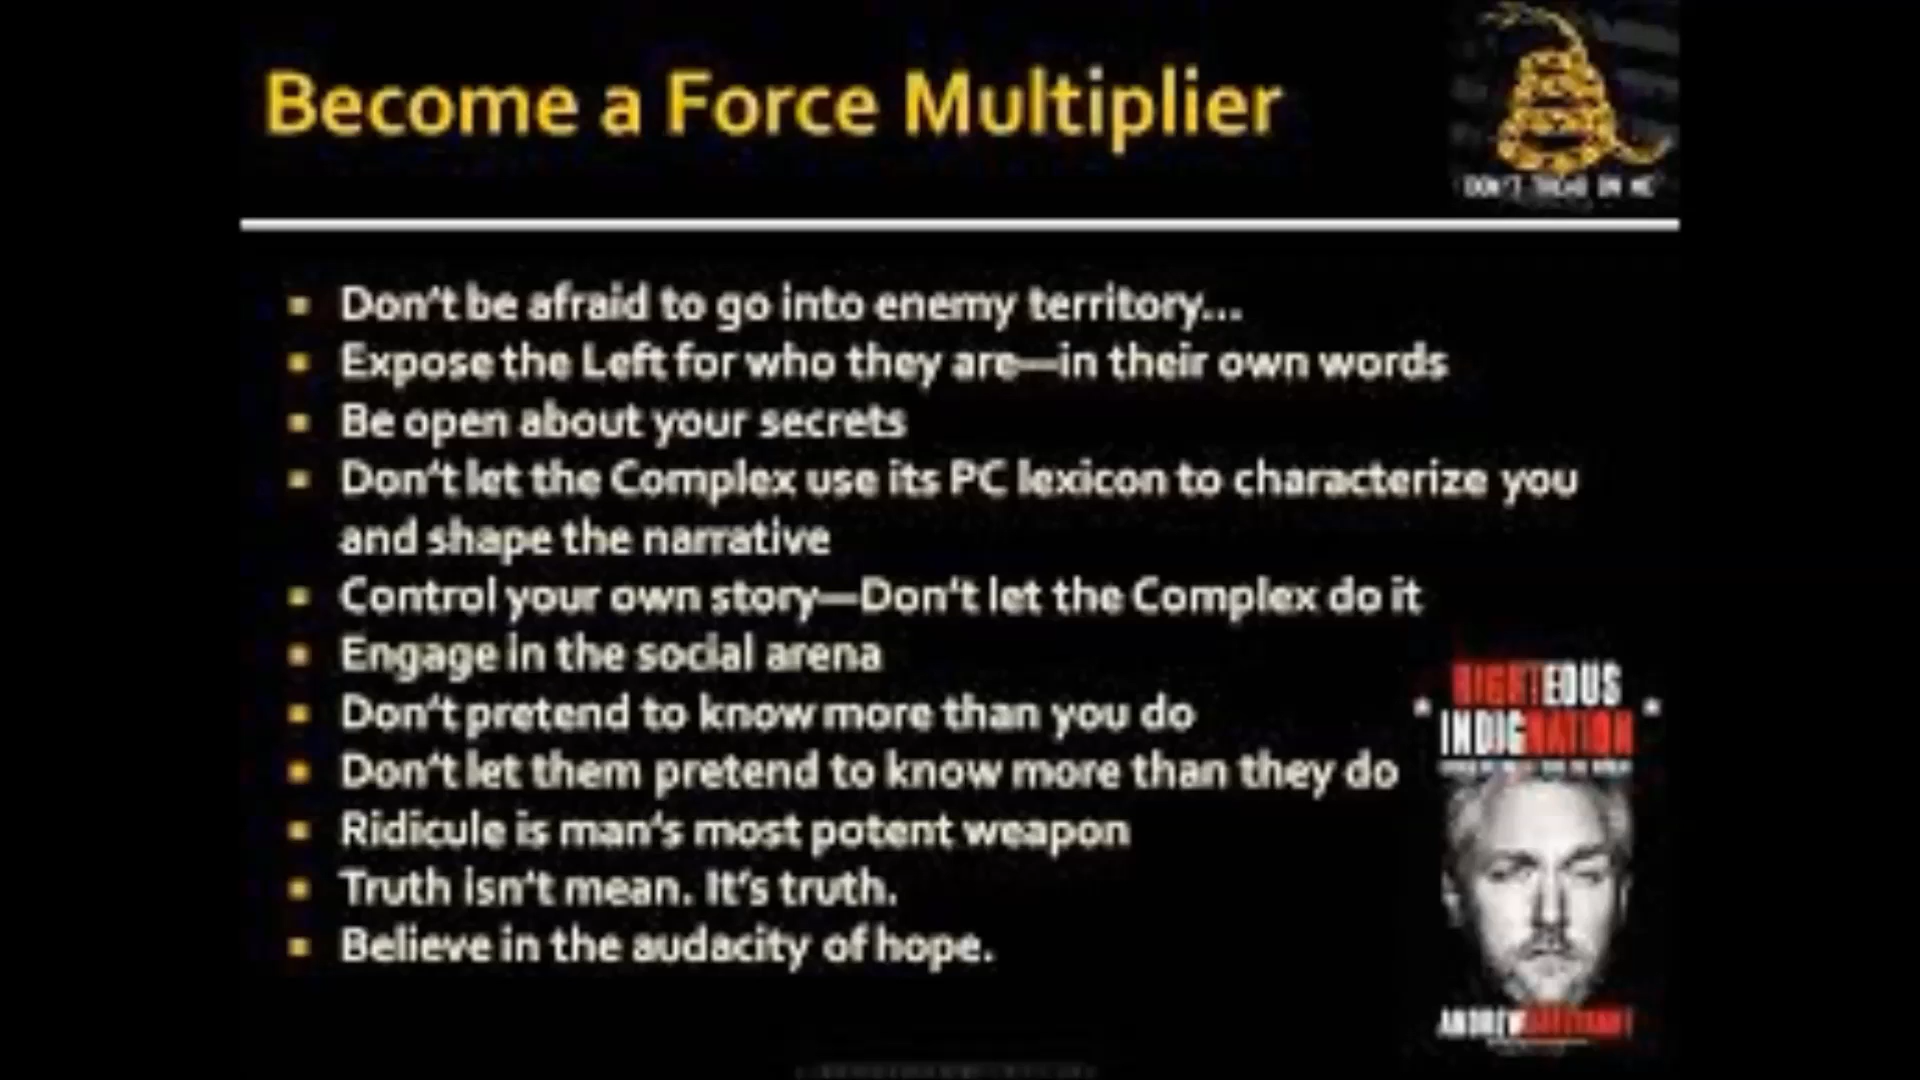 Become a Force Multiplier
DON'T TREAD ON ME
Don't be afraid to go into enemy territory...
Expose the Left for who they are—in their own words
Be open about your secrets
Don't let the Complex use its PC lexicon to characterize you
and shape the narrative
Control your own story—Don't let the Complex do it
Engage in the social arena
Don't pretend to know more than you do
Don't let them pretend to know more than they do
Ridicule is man's most potent weapon
Truth isn't mean. It's truth.
Believe in the audacity of hope.
RIGHTEOUS
INDIGNATION
ANDREW BREITBART